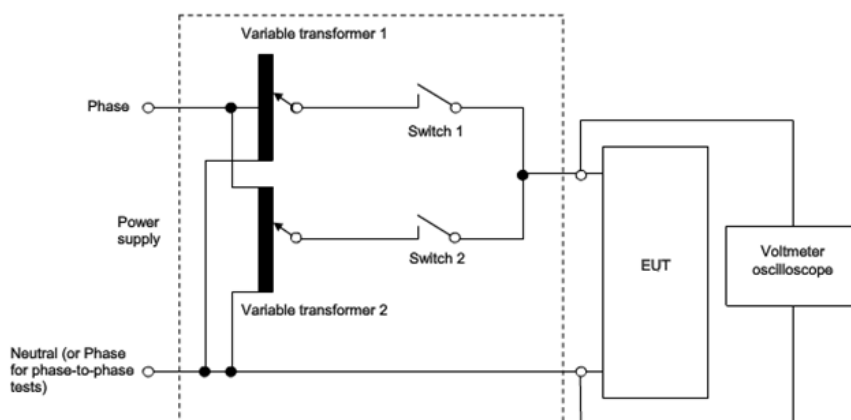 Variable transformer 1
Phase
Switch 1
Power
supply
Switch 2
EUT
Voltmeter
oscilloscope
Variable transformer 2
Neutral (or Phase
for phase-to-phase
tests)